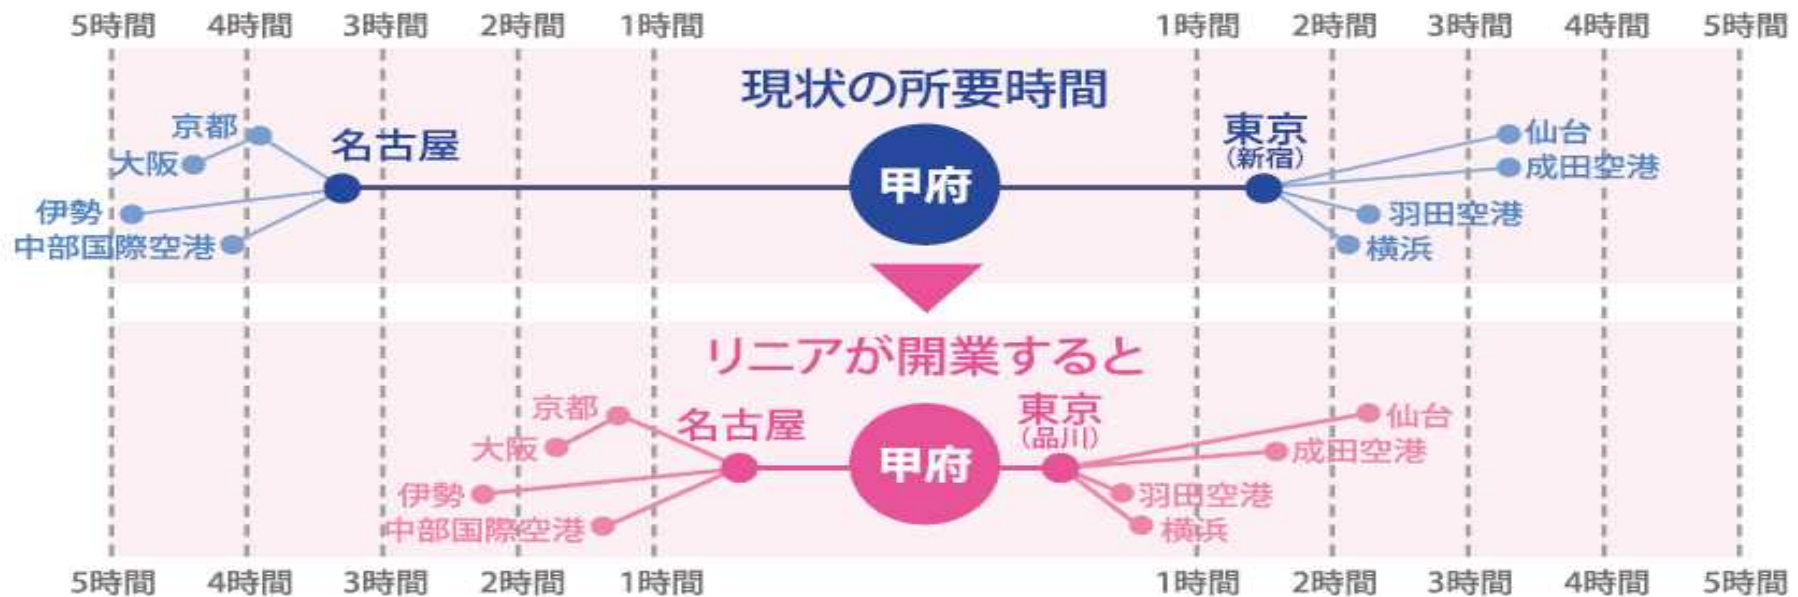 5時間 4時間 3時間 2時間 1時間 1時間 2時間 3時間 4時間 5時間
現状の所要時間
京都
大阪
伊勢
中部国際空港
名古屋
甲府
東京
(新宿)
仙台
成田空港
羽田空港
横浜
リニアが開業すると
京都
大阪
伊勢
中部国際空港
名古屋
甲府
東京
(品川)
仙台
成田空港
羽田空港
横浜
5時間 4時間 3時間 2時間 1時間 1時間 2時間 3時間 4時間 5時間